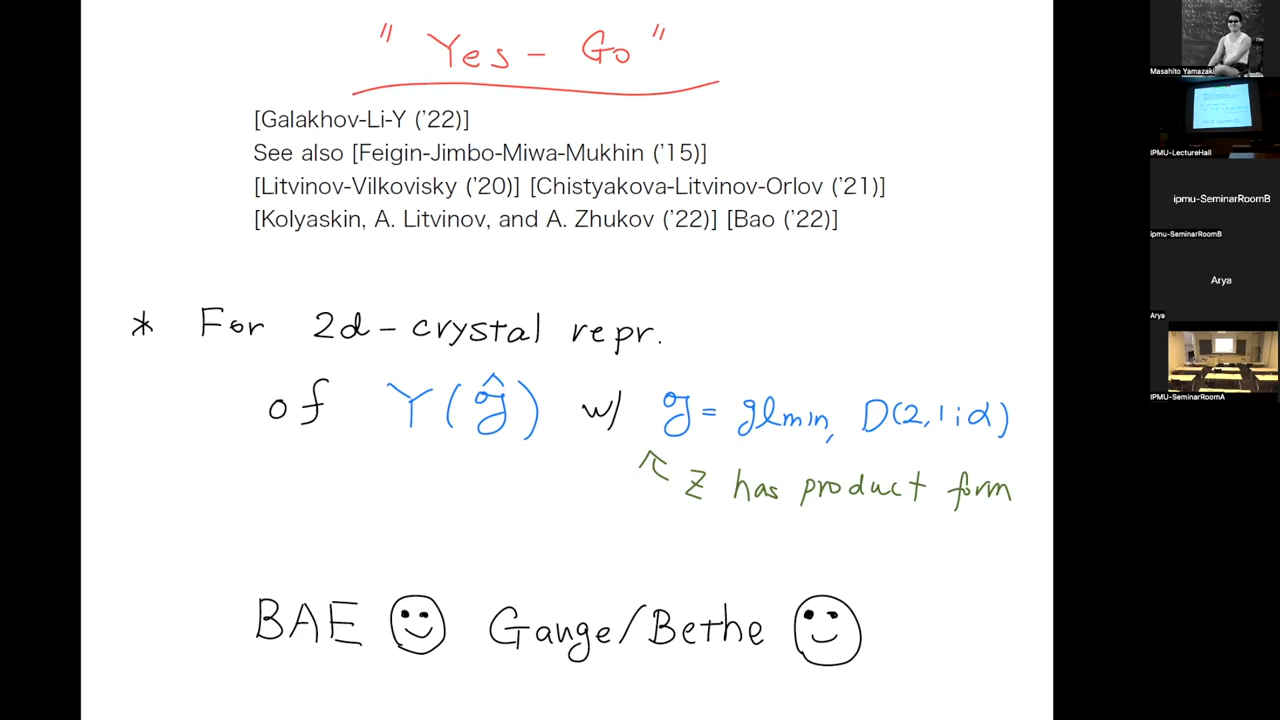 " Yes - Go "
[Galakhov-Li-Y ('22)]
See also [Feigin-Jimbo-Miwa-Mukhin ('15)]
[Litvinov-Vilkovisky ('20)] [Chistyakova-Litvinov-Orlov ('21)]
[Kolyaskin, A. Litvinov, and A. Zhukov ('22)] [Bao ('22)]
* For 2d-crystal repr.
of Y(ĝ) w/ g = gl m|n, D(2,1;α)
Z has product form
BAE Gange/Bethe
Masahito Yamazaki
IPMU-LectureHall
ipmu-SeminarRoomB
ipmu-SeminarRoomB
Arya
Arya
IPMU-SeminarRoomA